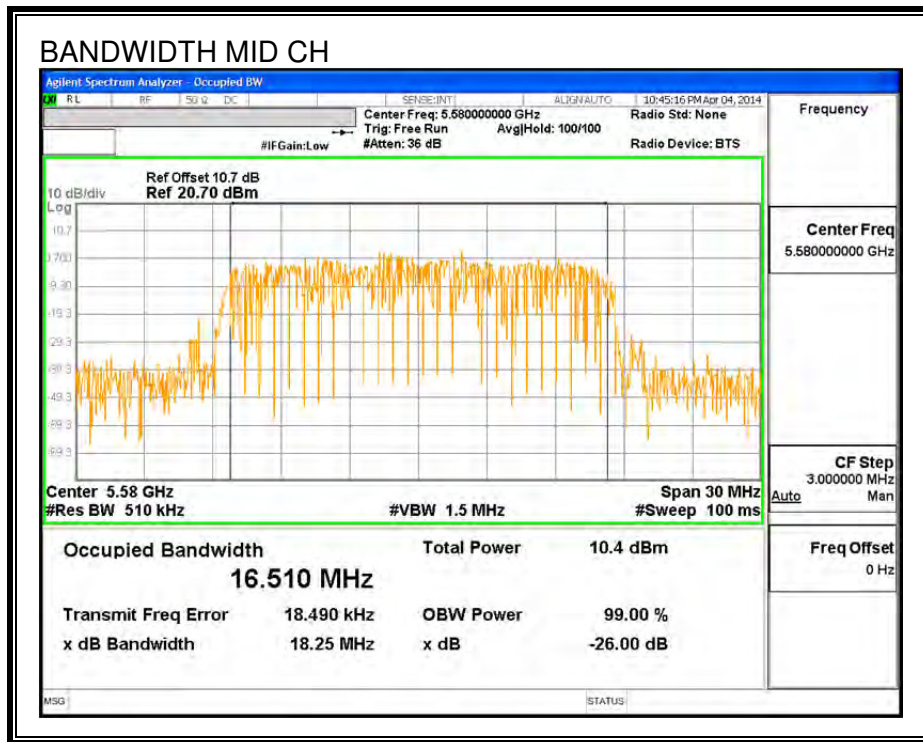 BANDWIDTH MID CH
Agilent Spectrum Analyzer - Occupied BW
RL RF 50 Ω DC SENSE:INT ALIGNAUTO 10:45:16 PM Apr 04, 2014
Center Freq: 5.580000000 GHz Radio Std: None
Trig: Free Run Avg|Hold: 100/100
#IFGain:Low #Atten: 36 dB Radio Device: BTS
Frequency
Ref Offset 10.7 dB
10 dB/div Ref 20.70 dBm
Log
10.7
-9.30
-19.3
-29.3
-39.3
-49.3
-59.3
-69.3
Center 5.58 GHz Span 30 MHz
#Res BW 510 kHz #VBW 1.5 MHz #Sweep 100 ms
Center Freq
5.580000000 GHz
CF Step
3.000000 MHz
Auto Man
Freq Offset
0 Hz
Occupied Bandwidth Total Power 10.4 dBm
16.510 MHz
Transmit Freq Error 18.490 kHz OBW Power 99.00 %
x dB Bandwidth 18.25 MHz x dB -26.00 dB
MSG STATUS